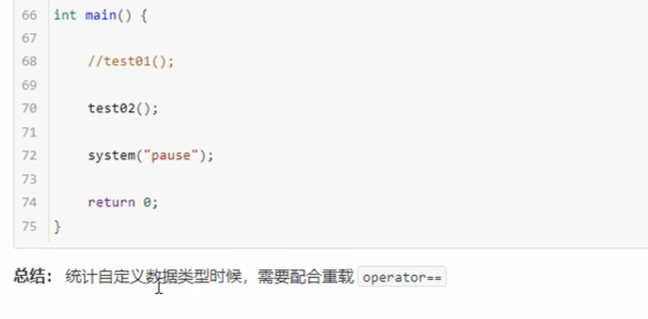 66 int main() {
67
68 //test01();
69
70 test02();
71
72 system("pause");
73
74 return 0;
75 }
总结： 统计自定义数据类型时候，需要配合重载 operator==